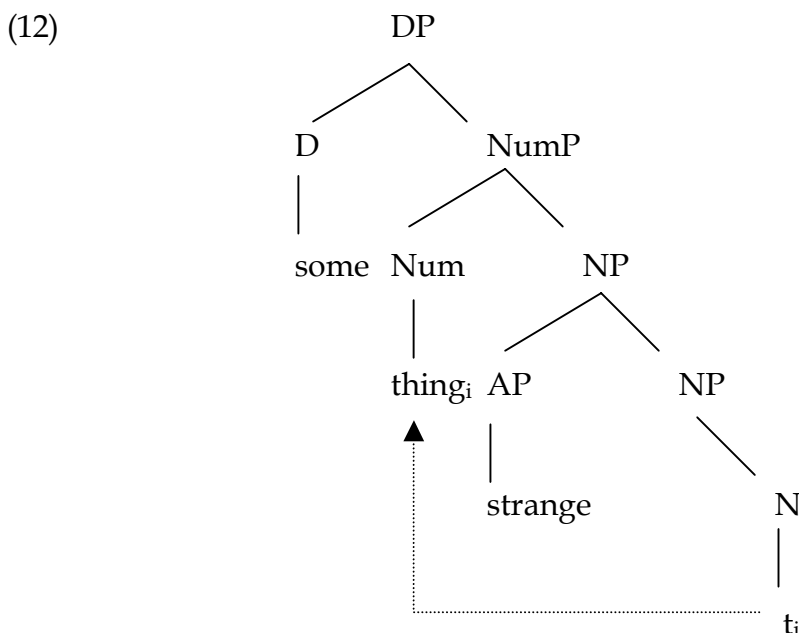 (12) DP
D NumP
some Num NP
thingᵢ AP NP
strange N
tᵢ